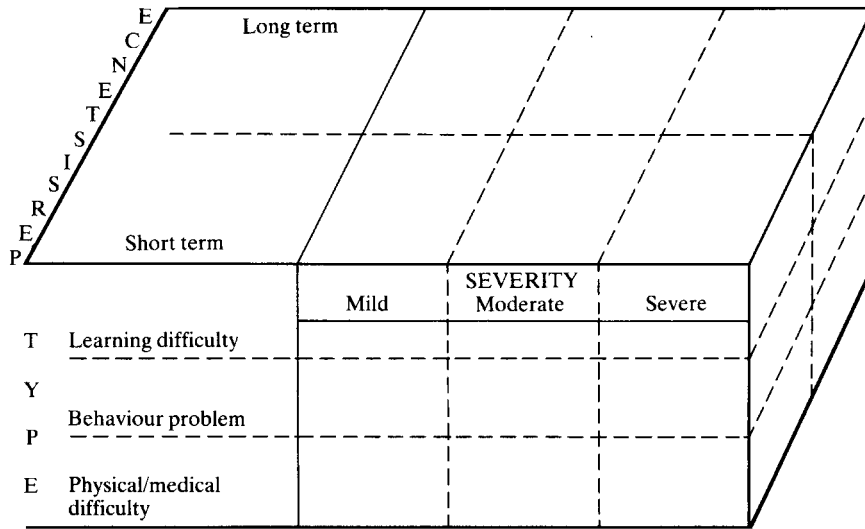 PERSISTENCE
Long term
Short term
SEVERITY
Mild Moderate Severe
TYPE
Learning difficulty
Behaviour problem
Physical/medical
difficulty